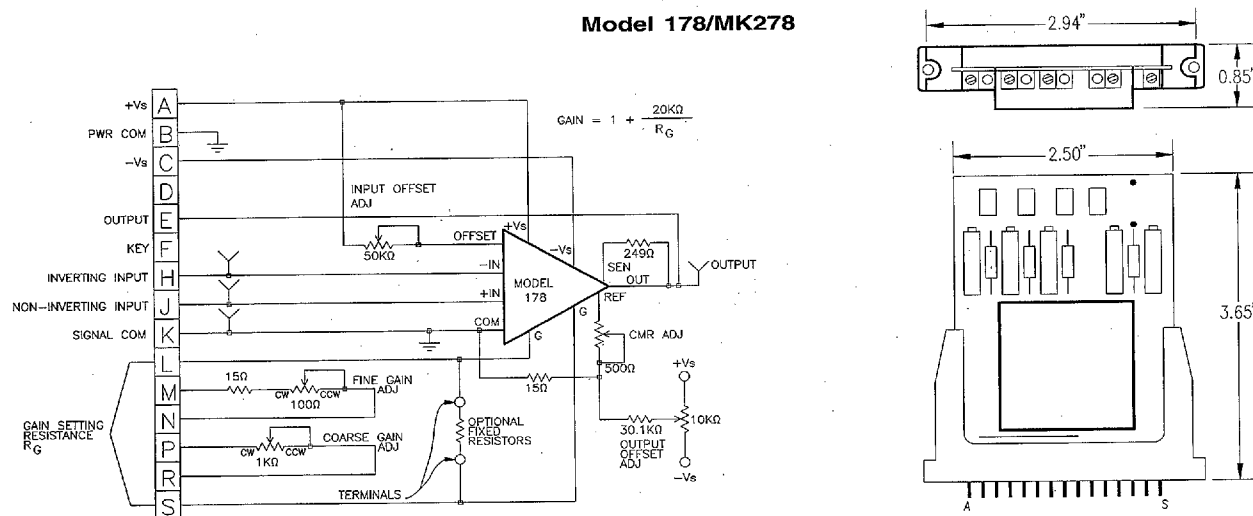 Model 178/MK278
+Vs A
PWR COM B
−Vs C
D
OUTPUT E
KEY F
INVERTING INPUT H
NON-INVERTING INPUT J
SIGNAL COM K
L
M
N
P
R
S
GAIN SETTING
RESISTANCE
RG
GAIN = 1 + 20KΩ
RG
INPUT OFFSET
ADJ
50KΩ
OFFSET
+Vs
−Vs
−IN
+IN
COM
MODEL
178
SEN
249Ω
OUT
REF
G
G
OUTPUT
CMR ADJ
500Ω
15Ω
+Vs
10KΩ
−Vs
30.1KΩ
OUTPUT
OFFSET
ADJ
15Ω
CW
CCW
100Ω
FINE GAIN
ADJ
CW
CCW
1KΩ
COARSE GAIN
ADJ
OPTIONAL
FIXED
RESISTORS
TERMINALS
2.94"
0.85"
2.50"
3.65"
A
S